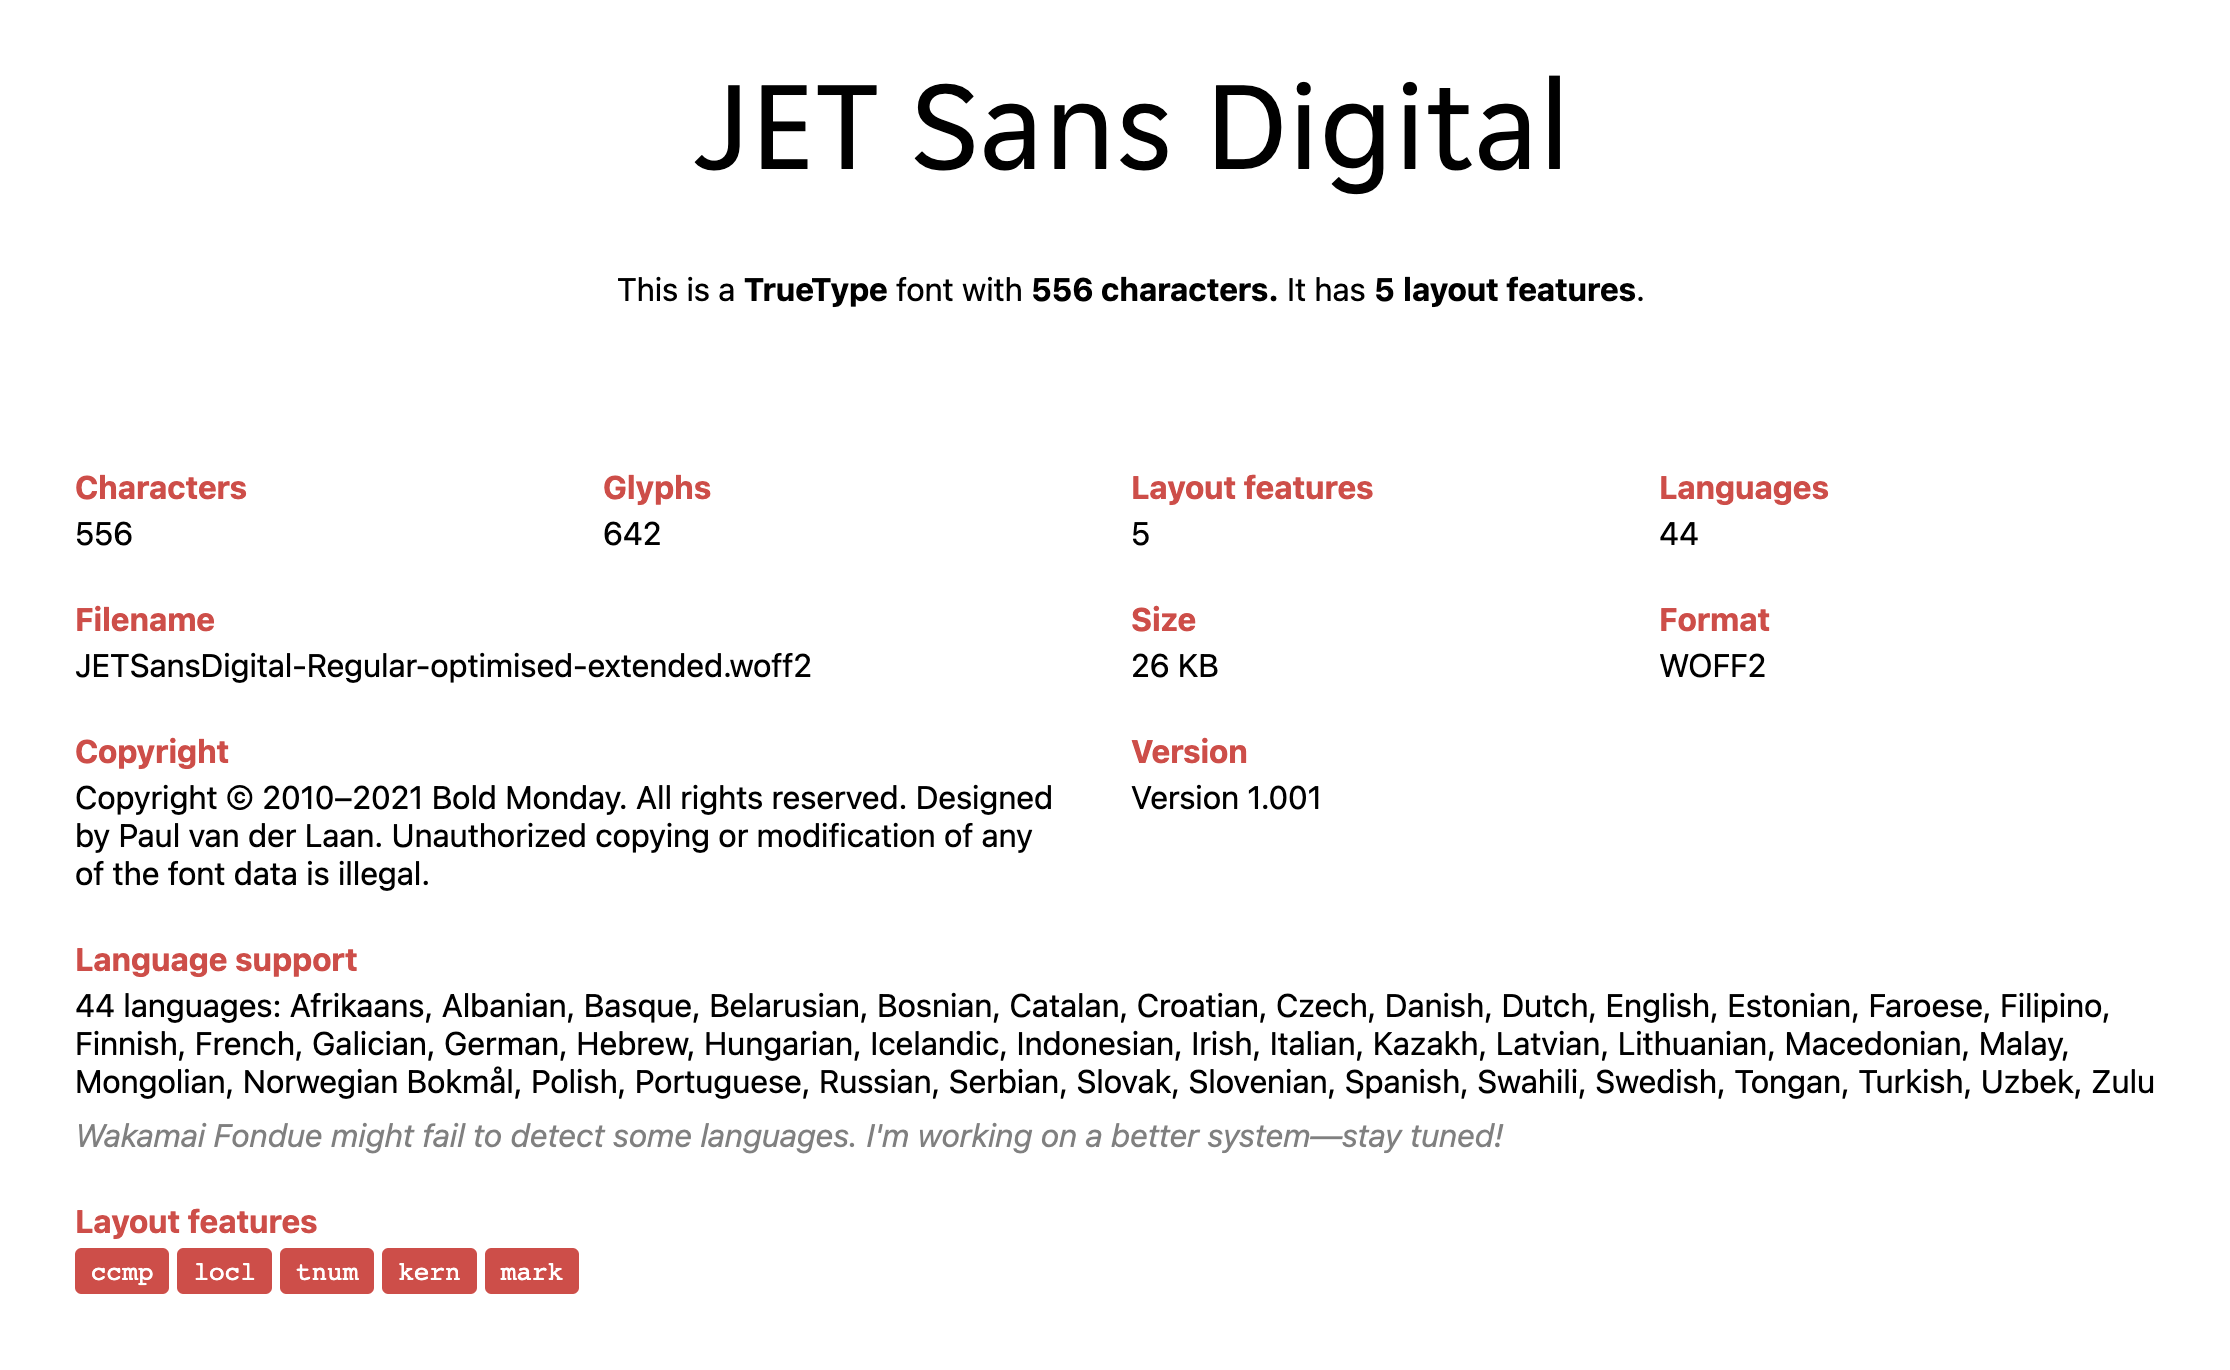 JET Sans Digital
This is a TrueType font with 556 characters. It has 5 layout features.
Characters
556
Glyphs
642
Layout features
5
Languages
44
Filename
JETSansDigital-Regular-optimised-extended.woff2
Size
26 KB
Format
WOFF2
Copyright
Copyright © 2010–2021 Bold Monday. All rights reserved. Designed
by Paul van der Laan. Unauthorized copying or modification of any
of the font data is illegal.
Version
Version 1.001
Language support
44 languages: Afrikaans, Albanian, Basque, Belarusian, Bosnian, Catalan, Croatian, Czech, Danish, Dutch, English, Estonian, Faroese, Filipino,
Finnish, French, Galician, German, Hebrew, Hungarian, Icelandic, Indonesian, Irish, Italian, Kazakh, Latvian, Lithuanian, Macedonian, Malay,
Mongolian, Norwegian Bokmål, Polish, Portuguese, Russian, Serbian, Slovak, Slovenian, Spanish, Swahili, Swedish, Tongan, Turkish, Uzbek, Zulu
Wakamai Fondue might fail to detect some languages. I'm working on a better system—stay tuned!
Layout features
ccmp locl tnum kern mark